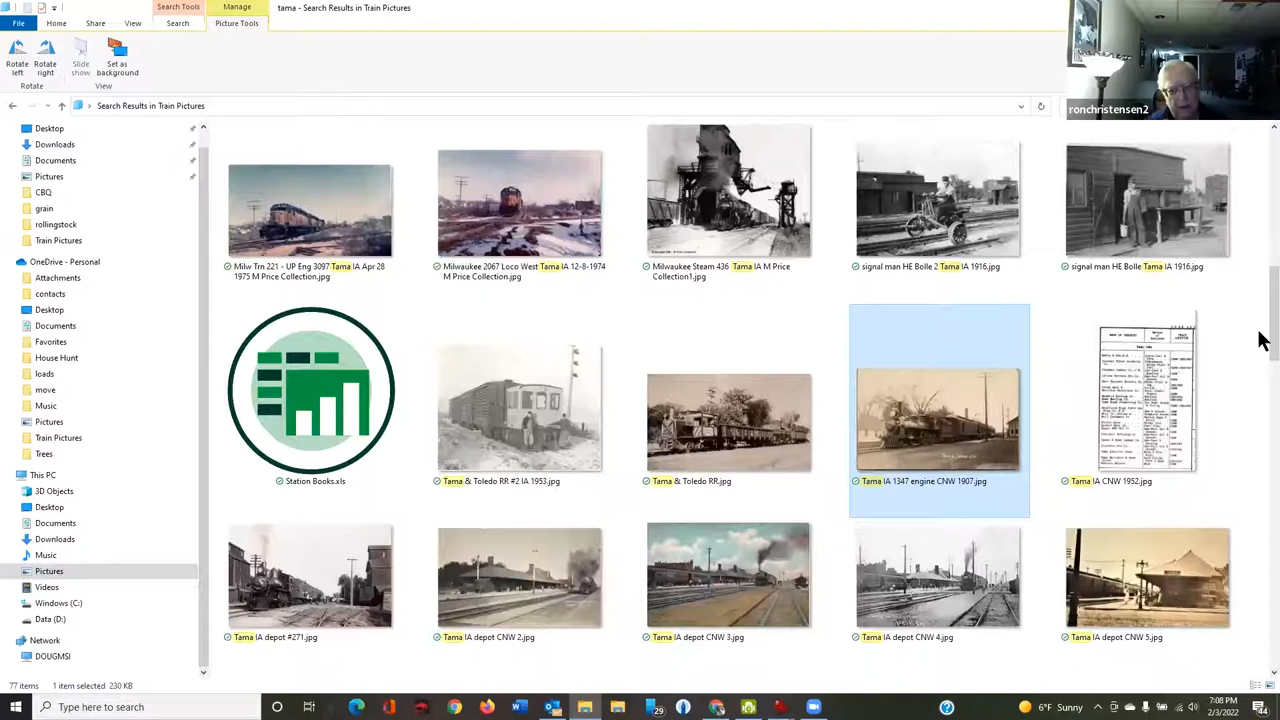 Search Tools
Manage
tama - Search Results in Train Pictures
File
Home
Share
View
Search
Picture Tools
Rotate left
Rotate right
Slide show
Set as background
Rotate
View
Search Results in Train Pictures
ronchristensen2
Desktop
Downloads
Documents
Pictures
CBQ
grain
rollingstock
Train Pictures
OneDrive - Personal
Attachments
contacts
Desktop
Documents
Favorites
House Hunt
loads
move
Music
Pictures
Train Pictures
Trees
This PC
3D Objects
Desktop
Documents
Downloads
Music
Pictures
Videos
Windows (C:)
Data (D:)
Network
DOUGMSI
Milw Trn 221 - UP Eng 3097 Tama IA Apr 28
1975 M Price Collection.jpg
Milwaukee 2067 Loco West Tama IA 12-8-1974
M Price Collection.jpg
Milwaukee Steam 436 Tama IA M Price
Collection1.jpg
signal man HE Bolle 2 Tama IA 1916.jpg
signal man HE Bolle Tama IA 1916.jpg
Station Books.xls
Tama & Toledo RR #2 IA 1953.jpg
Tama & Toledo RR.jpg
Tama IA 1347 engine CNW 1907.jpg
Tama IA CNW 1952.jpg
Tama IA depot #271.jpg
Tama IA depot CNW 2.jpg
Tama IA depot CNW 3.jpg
Tama IA depot CNW 4.jpg
Tama IA depot CNW 5.jpg
77 items
1 item selected 230 KB
Type here to search
29
6°F Sunny
7:08 PM
2/3/2022
44